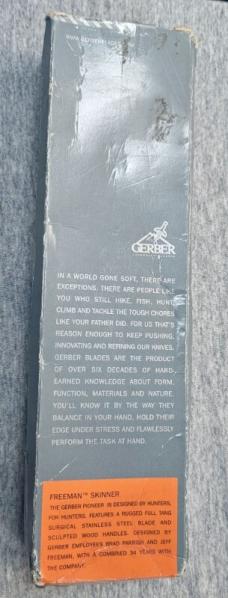 GERBER
IN A WORLD GONE SOFT, THERE ARE
EXCEPTIONS. THERE ARE PEOPLE LIKE
YOU WHO STILL HIKE, FISH, HUNT,
CLIMB AND TACKLE THE TOUGH CHORES
LIKE YOUR FATHER DID. FOR US THAT'S
REASON ENOUGH TO KEEP PUSHING,
INNOVATING AND REFINING OUR KNIVES.
GERBER BLADES ARE THE PRODUCT
OF OVER SIX DECADES OF HARD-
EARNED KNOWLEDGE ABOUT FORM,
FUNCTION, MATERIALS AND NATURE.
YOU'LL KNOW IT BY THE WAY THEY
BALANCE IN YOUR HAND, HOLD THEIR
EDGE UNDER STRESS AND FLAWLESSLY
PERFORM THE TASK AT HAND.
FREEMAN™ SKINNER
THE GERBER PIONEER IS DESIGNED BY HUNTERS,
FOR HUNTERS. FEATURES A RUGGED FULL TANG
SURGICAL STAINLESS STEEL BLADE AND
SCULPTED WOOD HANDLES. DESIGNED BY
GERBER EMPLOYEES BRAD PARRISH AND JEFF
FREEMAN, WITH A COMBINED 34 YEARS WITH
THE COMPANY.